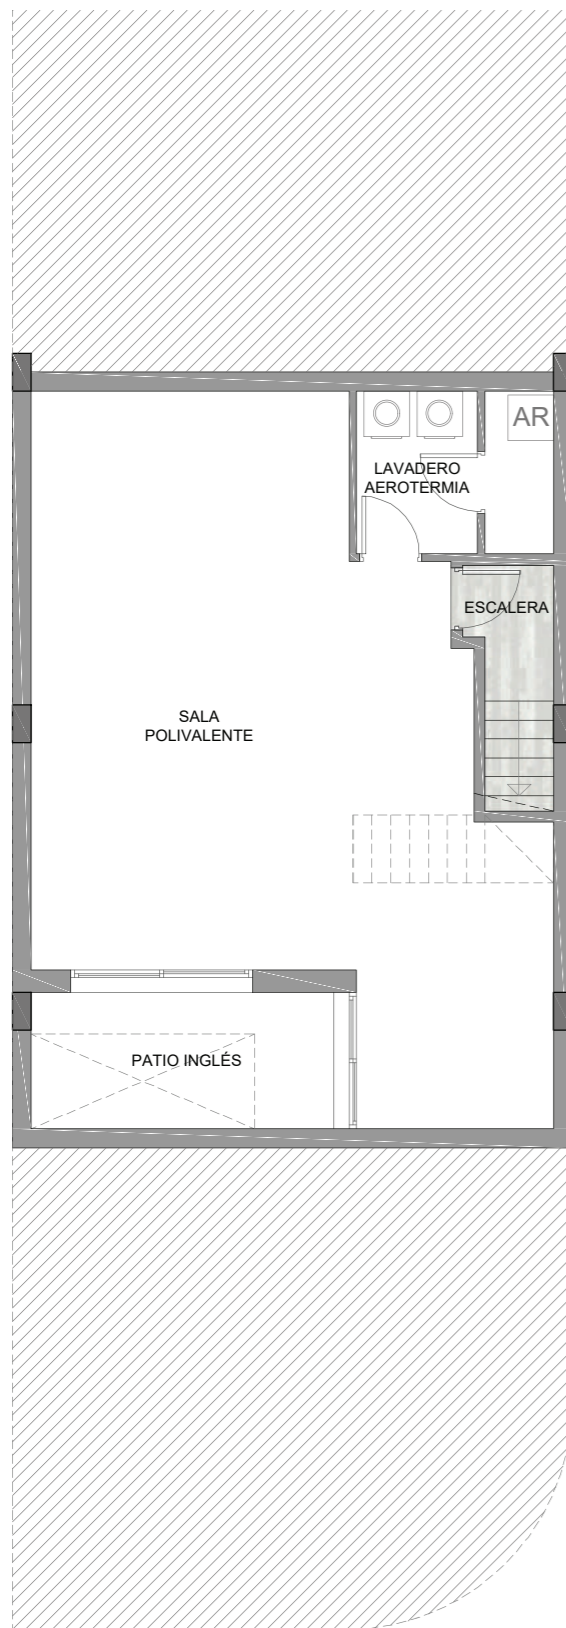 AR
LAVADERO
AEROTERMIA
ESCALERA
SALA
POLIVALENTE
PATIO INGLÉS